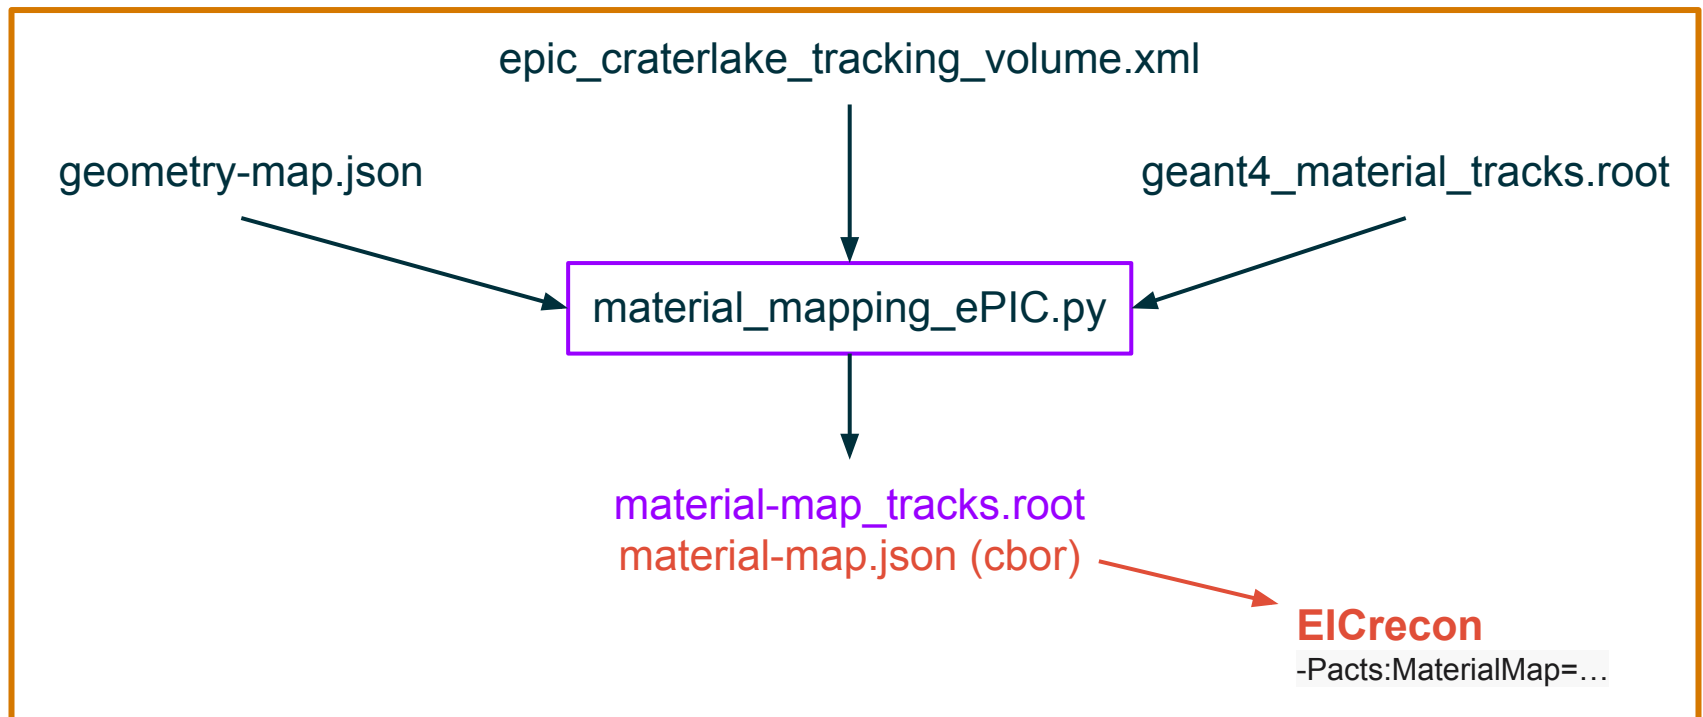 epic_craterlake_tracking_volume.xml
geometry-map.json
geant4_material_tracks.root
material_mapping_ePIC.py
material-map_tracks.root
material-map.json (cbor)
EICrecon
-Pacts:MaterialMap=…